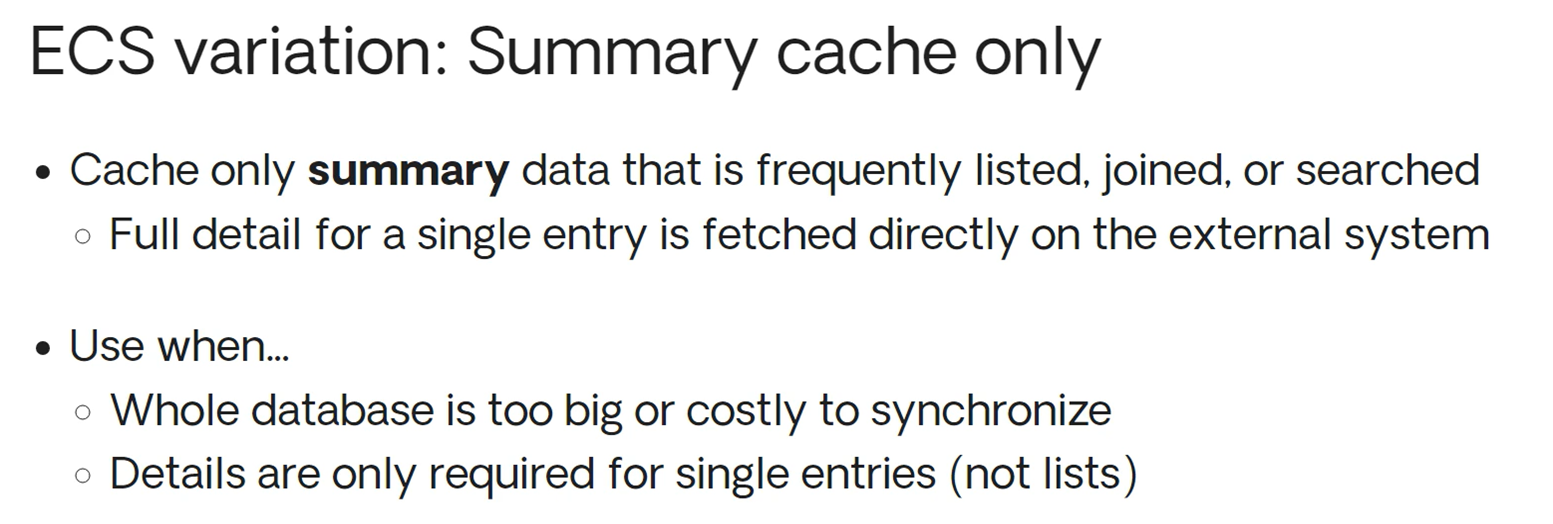 ECS variation: Summary cache only
• Cache only summary data that is frequently listed, joined, or searched
○ Full detail for a single entry is fetched directly on the external system
• Use when...
○ Whole database is too big or costly to synchronize
○ Details are only required for single entries (not lists)